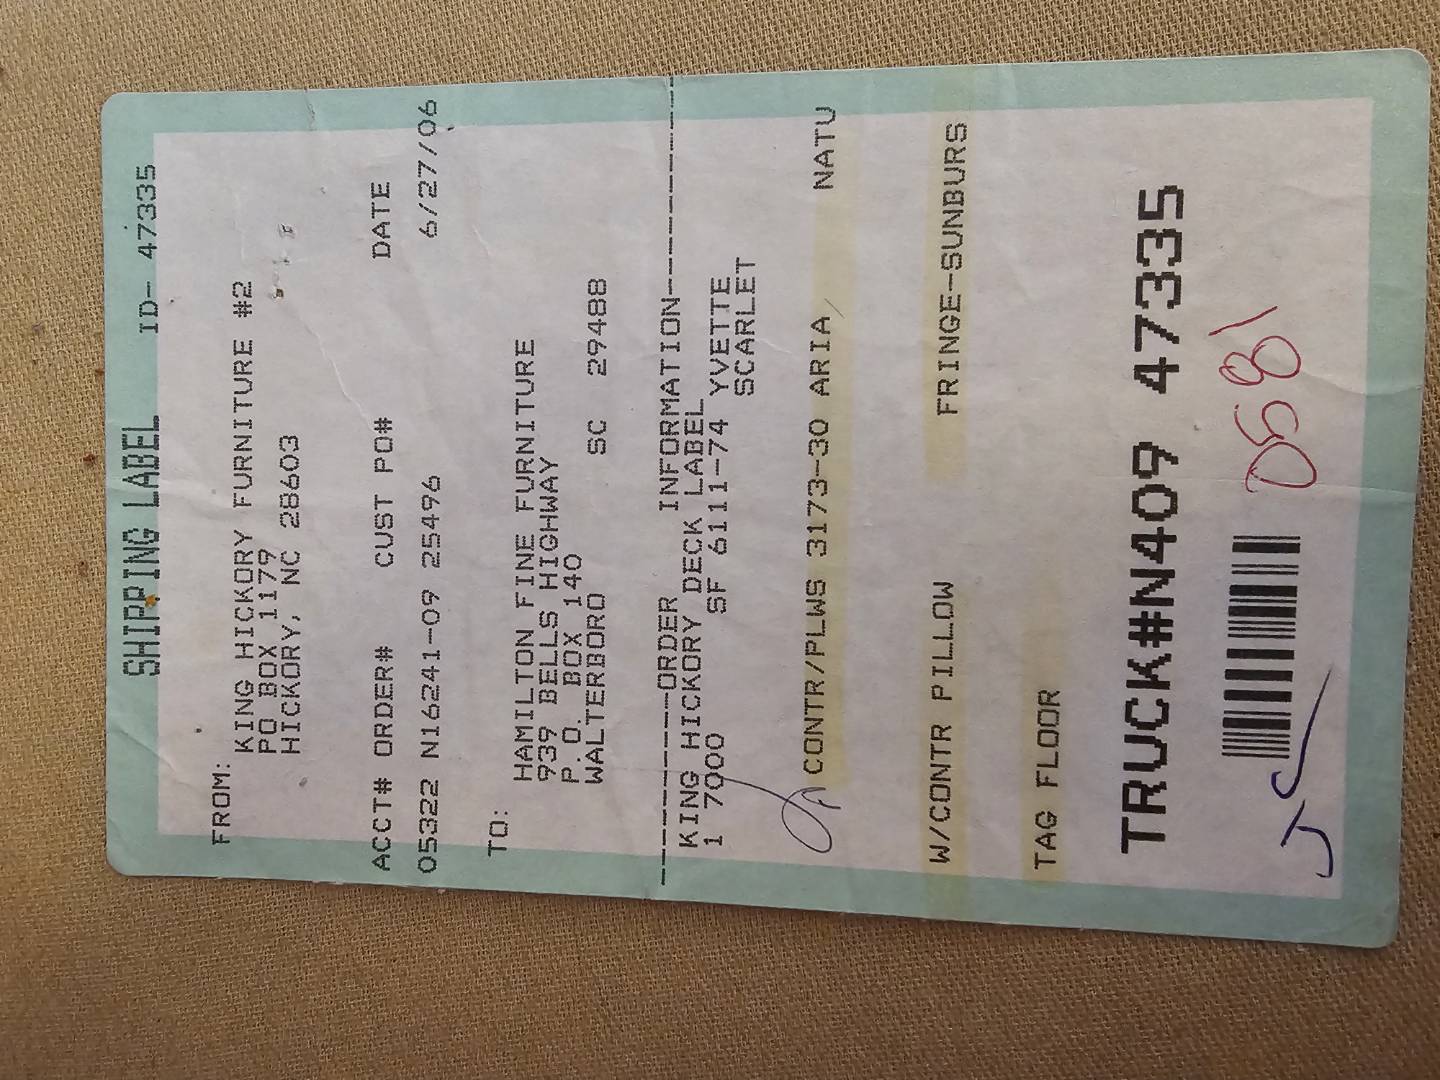 SHIPPING LABEL ID- 47335
FROM:
KING HICKORY FURNITURE #2
PO BOX 1179
HICKORY, NC 28603
ACCT# ORDER# CUST PO# DATE
05322 N16241-09 25496 6/27/06
TO:
HAMILTON FINE FURNITURE
939 BELLS HIGHWAY
P.O. BOX 140
WALTERBORO SC 29488
--------ORDER INFORMATION--------------
KING HICKORY DECK LABEL
1 7000 SF 6111-74 YVETTE
SCARLET
CONTR/PLWS 3173-30 ARIA NATU
W/CONTR PILLOW FRINGE-SUNBURS
TAG FLOOR
TRUCK#N409 47335
DS81